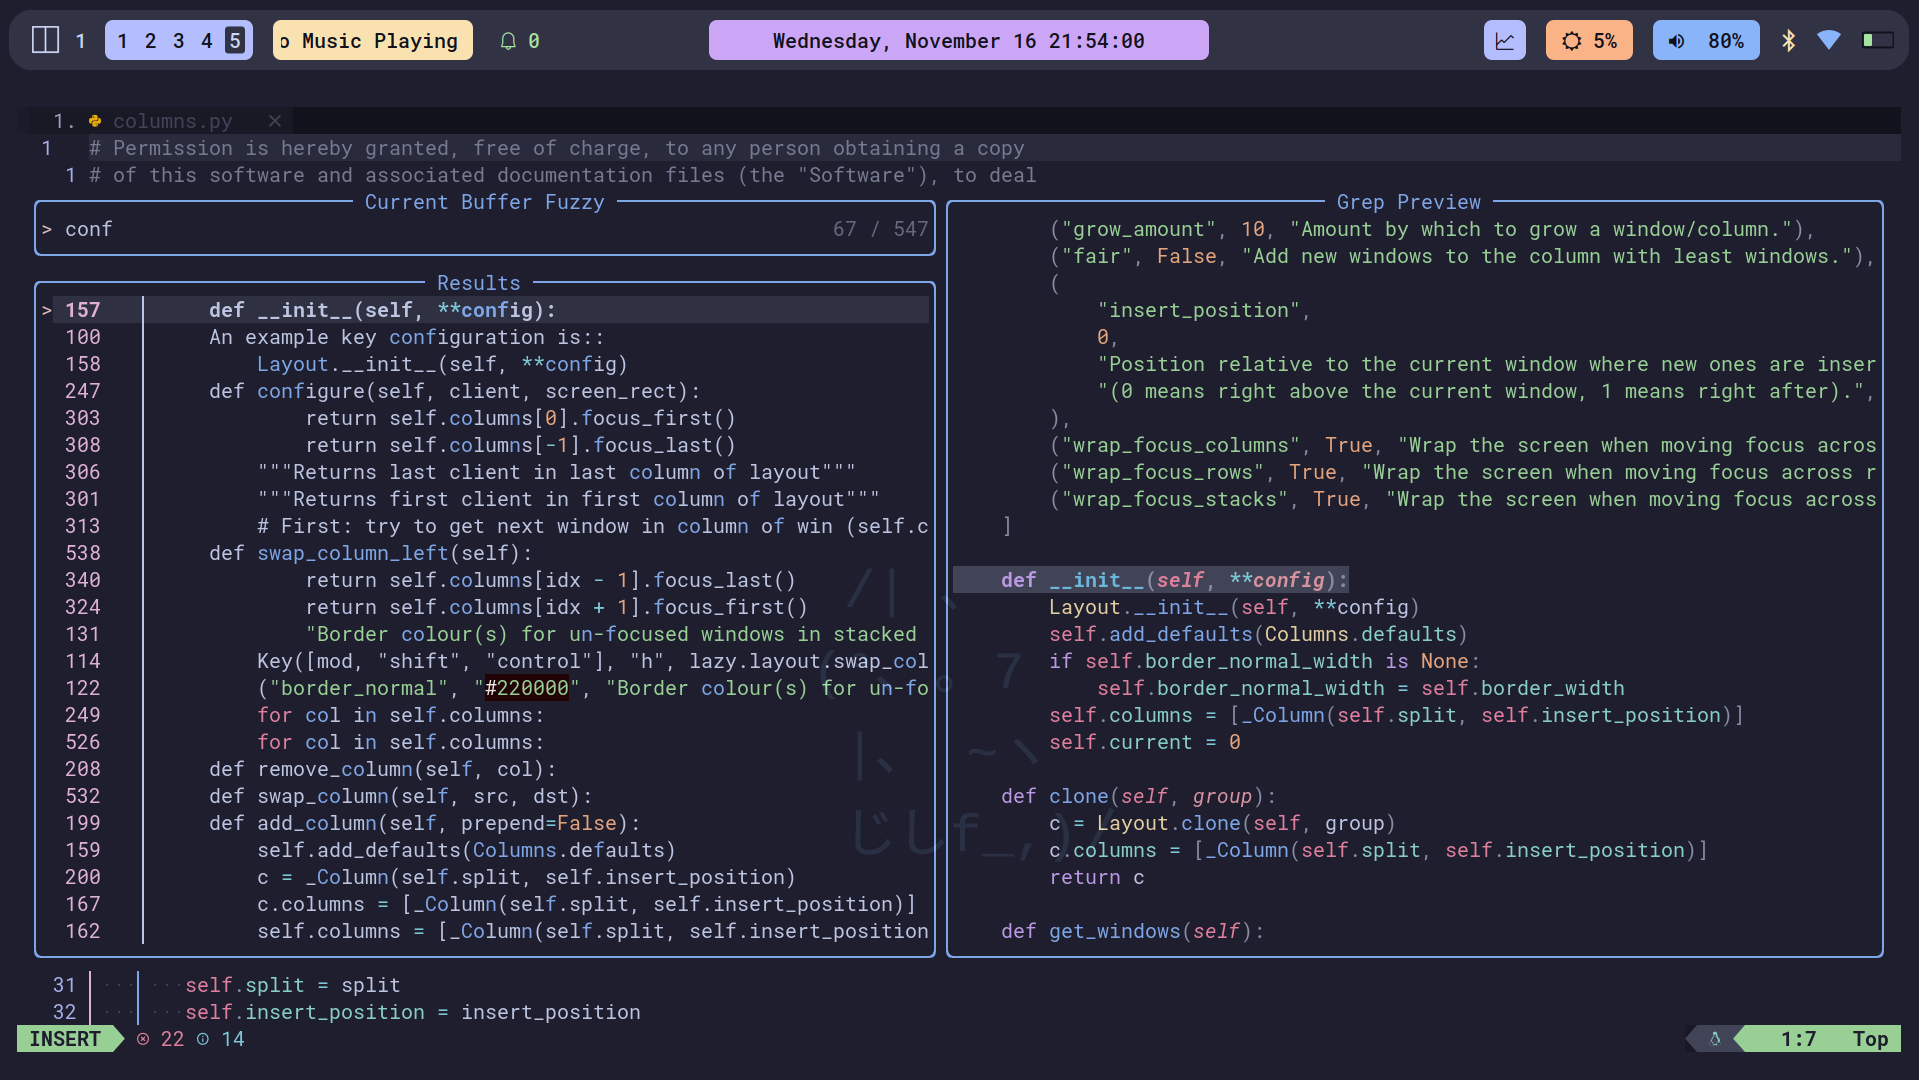 1
1 2 3 4 5
o Music Playing
0
Wednesday, November 16 21:54:00
5%
80%
1. columns.py ×
1 # Permission is hereby granted, free of charge, to any person obtaining a copy
1 # of this software and associated documentation files (the "Software"), to deal
Current Buffer Fuzzy
> conf 67 / 547
Results
> 157 def __init__(self, **config):
100 An example key configuration is::
158 Layout.__init__(self, **config)
247 def configure(self, client, screen_rect):
303 return self.columns[0].focus_first()
308 return self.columns[-1].focus_last()
306 """Returns last client in last column of layout"""
301 """Returns first client in first column of layout"""
313 # First: try to get next window in column of win (self.c
538 def swap_column_left(self):
340 return self.columns[idx - 1].focus_last()
324 return self.columns[idx + 1].focus_first()
131 "Border colour(s) for un-focused windows in stacked
114 Key([mod, "shift", "control"], "h", lazy.layout.swap_col
122 ("border_normal", "#220000", "Border colour(s) for un-fo
249 for col in self.columns:
526 for col in self.columns:
208 def remove_column(self, col):
532 def swap_column(self, src, dst):
199 def add_column(self, prepend=False):
159 self.add_defaults(Columns.defaults)
200 c = _Column(self.split, self.insert_position)
167 c.columns = [_Column(self.split, self.insert_position)]
162 self.columns = [_Column(self.split, self.insert_position
Grep Preview
("grow_amount", 10, "Amount by which to grow a window/column."),
("fair", False, "Add new windows to the column with least windows."),
(
"insert_position",
0,
"Position relative to the current window where new ones are inser
"(0 means right above the current window, 1 means right after).",
),
("wrap_focus_columns", True, "Wrap the screen when moving focus acros
("wrap_focus_rows", True, "Wrap the screen when moving focus across r
("wrap_focus_stacks", True, "Wrap the screen when moving focus across
]
def __init__(self, **config):
Layout.__init__(self, **config)
self.add_defaults(Columns.defaults)
if self.border_normal_width is None:
self.border_normal_width = self.border_width
self.columns = [_Column(self.split, self.insert_position)]
self.current = 0
def clone(self, group):
c = Layout.clone(self, group)
c.columns = [_Column(self.split, self.insert_position)]
return c
def get_windows(self):
/| 、
(˚、。7
|、 ~ヽ
じしf_,)/
31 self.split = split
32 self.insert_position = insert_position
INSERT 22 14
1:7 Top